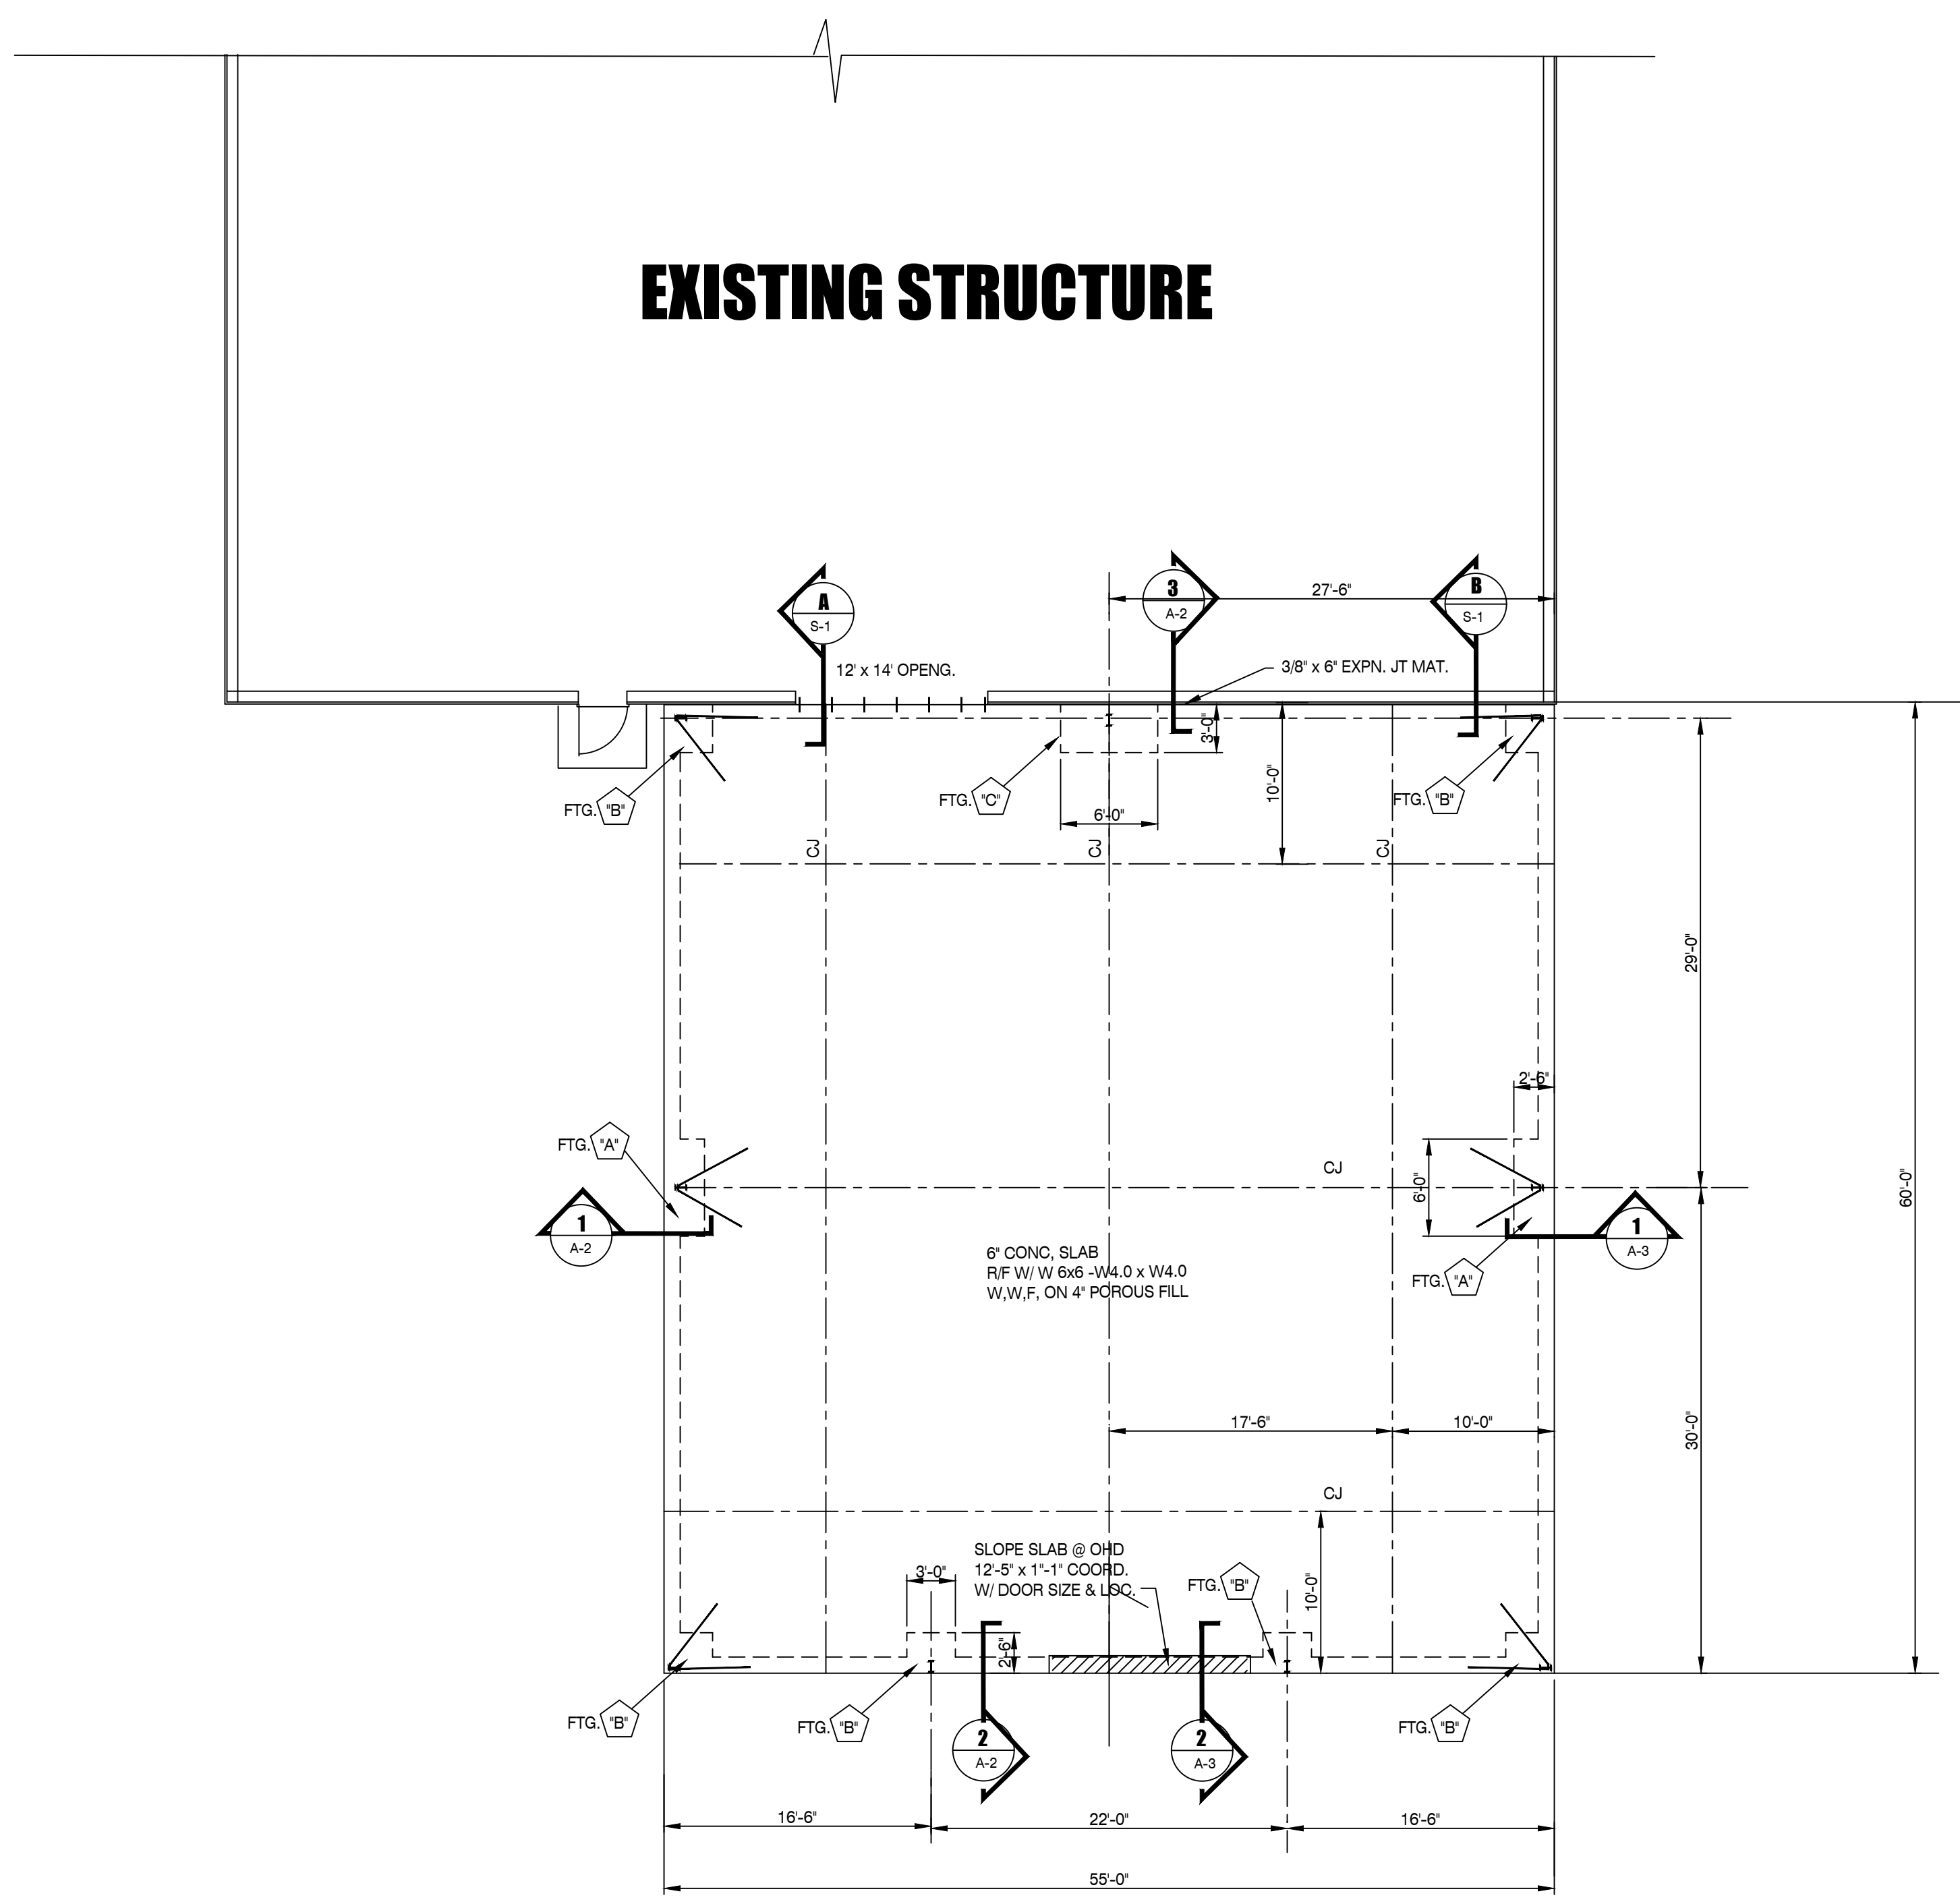 EXISTING STRUCTURE
A
S-1
3
A-2
27'-6"
B
S-1
12' x 14' OPENG.
3/8" x 6" EXPN. JT MAT.
3'-0"
10'-0"
FTG. "B"
FTG. "C"
FTG. "B"
6'-0"
CJ
CJ
CJ
29'-0"
2'-6"
FTG. "A"
CJ
6'-0"
60'-0"
1
A-2
1
A-3
6" CONC, SLAB
R/F W/ W 6x6 -W4.0 x W4.0
W,W,F, ON 4" POROUS FILL
FTG. "A"
17'-6"
10'-0"
30'-0"
CJ
SLOPE SLAB @ OHD
12'-5" x 1"-1" COORD.
W/ DOOR SIZE & LOC.
3'-0"
FTG. "B"
10'-0"
2'-6"
FTG. "B"
FTG. "B"
FTG. "B"
2
A-2
2
A-3
16'-6"
22'-0"
16'-6"
55'-0"